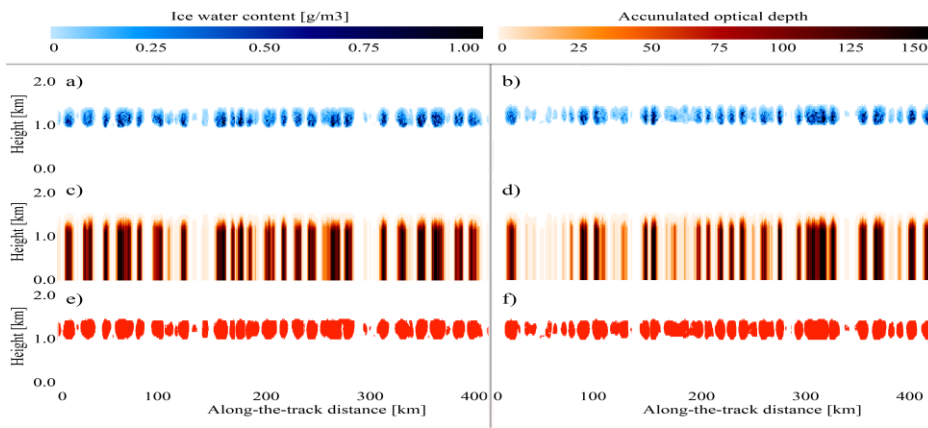 Ice water content [g/m3]
Accunulated optical depth
0 0.25 0.50 0.75 1.00
0 25 50 75 100 125 150
2.0 a)
b)
1.0
0.0
Height [km]
2.0 c)
d)
1.0
0.0
Height [km]
2.0 e)
f)
1.0
0.0
Height [km]
0 100 200 300 400
0 100 200 300 400
Along-the-track distance [km]
Along-the-track distance [km]